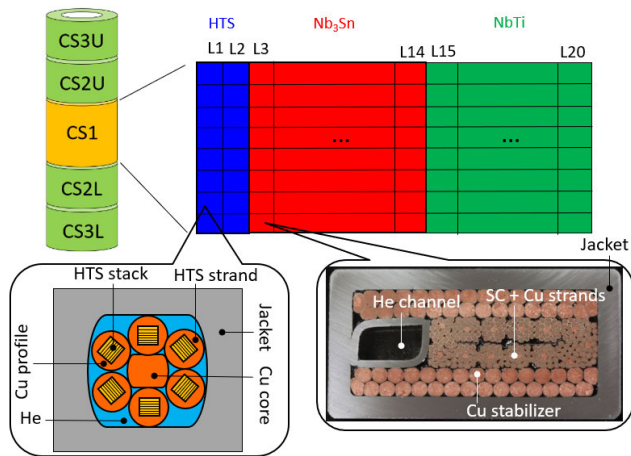 HTS
Nb₃Sn
NbTi
L1 L2 L3 L14 L15 L20
CS3U
CS2U
CS1
CS2L
CS3L
...
...
Jacket
HTS stack
HTS strand
Cu profile
Jacket
Cu core
He
He channel
SC + Cu strands
Cu stabilizer